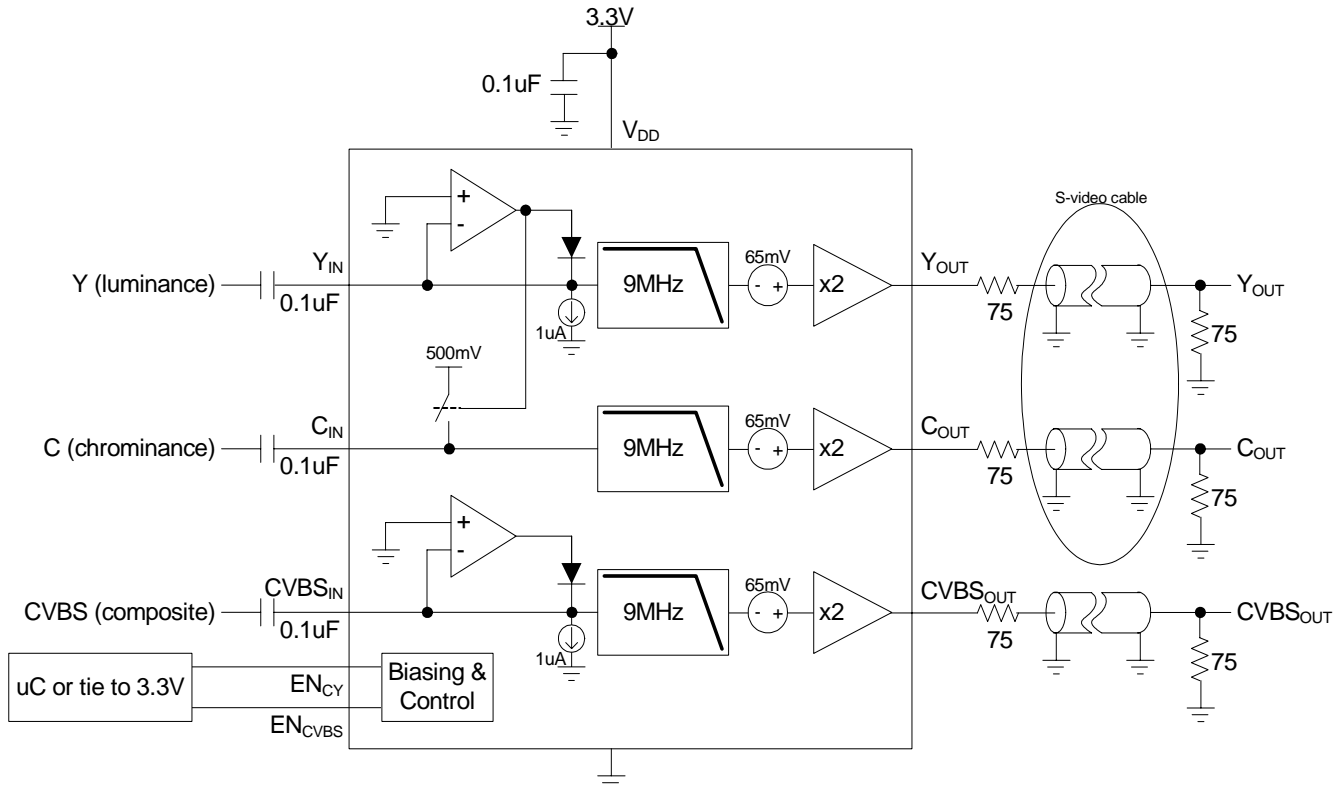 3.3V
0.1uF
VDD
S-video cable
+
-
YIN
Y (luminance)
0.1uF
9MHz
65mV
- +
x2
YOUT
75
YOUT
75
1uA
500mV
CIN
C (chrominance)
0.1uF
9MHz
65mV
- +
x2
COUT
75
COUT
75
+
-
CVBSIN
CVBS (composite)
0.1uF
9MHz
65mV
- +
x2
CVBSOUT
75
CVBSOUT
75
1uA
uC or tie to 3.3V
ENCY
ENCVBS
Biasing &
Control